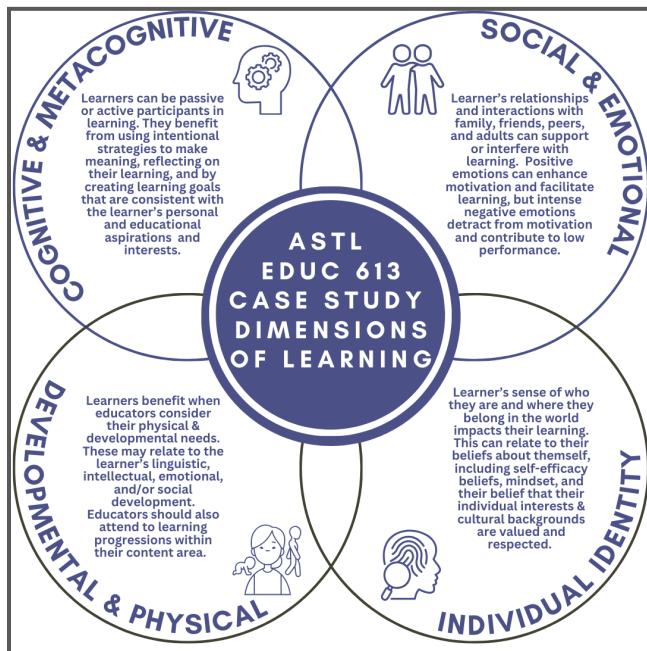 COGNITIVE & METACOGNITIVE
Learners can be passive
or active participants in
learning. They benefit
from using intentional
strategies to make
meaning, reflecting on
their learning, and by
creating learning goals
that are consistent with
the learner's personal
and educational
aspirations and
interests.
SOCIAL & EMOTIONAL
Learner's relationships
and interactions with
family, friends, peers,
and adults can support
or interfere with
learning. Positive
emotions can enhance
motivation and facilitate
learning, but intense
negative emotions
detract from motivation
and contribute to low
performance.
ASTL
EDUC 613
CASE STUDY
DIMENSIONS
OF LEARNING
DEVELOPMENTAL & PHYSICAL
Learners benefit when
educators consider
their physical &
developmental needs.
These may relate to the
learner's linguistic,
intellectual, emotional,
and/or social
development.
Educators should also
attend to learning
progressions within
their content area.
INDIVIDUAL IDENTITY
Learner's sense of who
they are and where they
belong in the world
impacts their learning.
This can relate to their
beliefs about themself,
including self-efficacy
beliefs, mindset, and
their belief that their
individual interests &
cultural backgrounds
are valued and
respected.